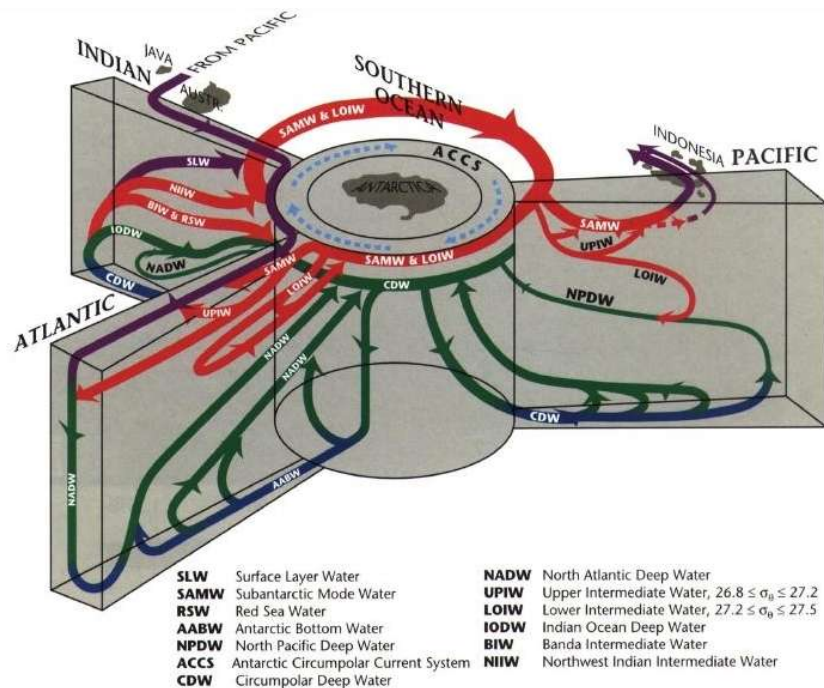 JAVA
FROM PACIFIC
INDIAN
AUSTR.
SOUTHERN
OCEAN
SAMW & LOIW
ACCS
ANTARCTICA
INDONESIA
PACIFIC
SLW
NIIW
BIW & RSW
IODW
NADW
CDW
SAMW
SAMW & LOIW
CDW
SAMW
UPIW
LOIW
NPDW
UPIW
LOIW
ATLANTIC
NADW
NADW
NADW
AABW
CDW
SLW Surface Layer Water
SAMW Subantarctic Mode Water
RSW Red Sea Water
AABW Antarctic Bottom Water
NPDW North Pacific Deep Water
ACCS Antarctic Circumpolar Current System
CDW Circumpolar Deep Water
NADW North Atlantic Deep Water
UPIW Upper Intermediate Water, 26.8 ≤ σθ ≤ 27.2
LOIW Lower Intermediate Water, 27.2 ≤ σθ ≤ 27.5
IODW Indian Ocean Deep Water
BIW Banda Intermediate Water
NIIW Northwest Indian Intermediate Water